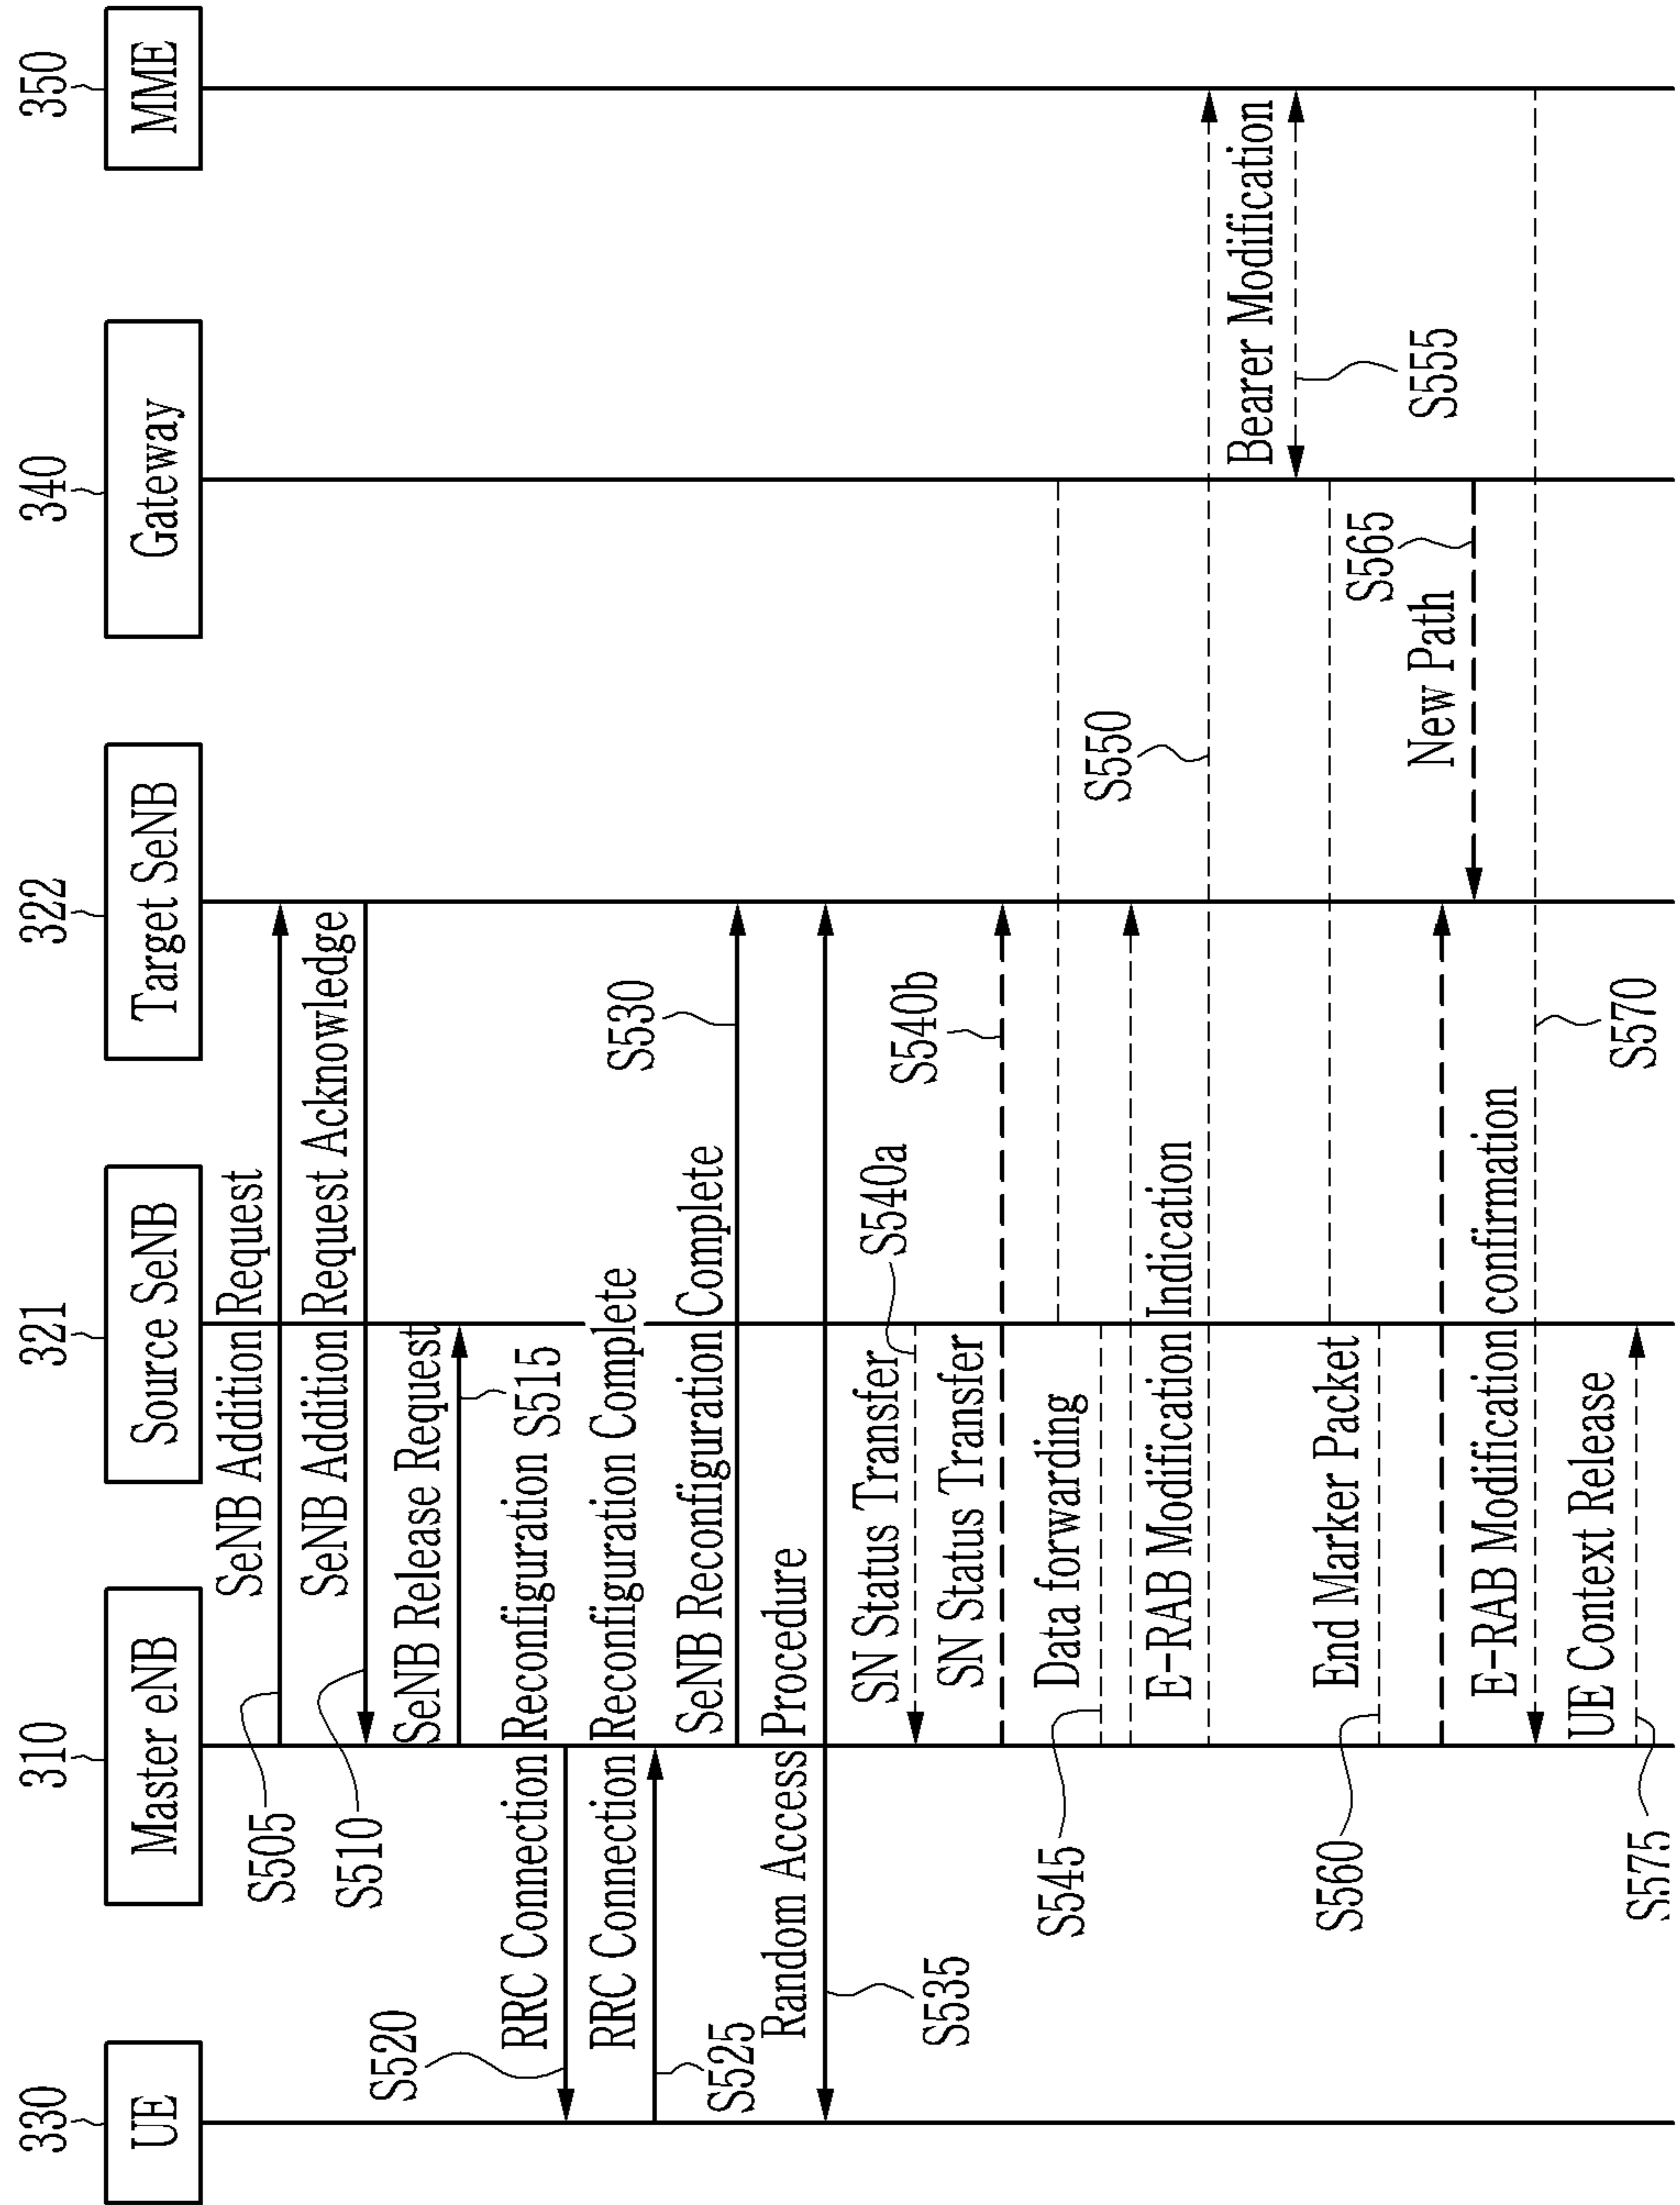 330
310
321
322
340
350
UE
Master eNB
Source SeNB
Target SeNB
Gateway
MME
SeNB Addition Request
S505
SeNB Addition Request Acknowledge
S510
SeNB Release Request
S515
RRC Connection Reconfiguration
S520
RRC Connection Reconfiguration Complete
S525
SeNB Reconfiguration Complete
S530
Random Access Procedure
S535
SN Status Transfer
S540a
SN Status Transfer
S540b
Data forwarding
S545
E-RAB Modification Indication
S550
Bearer Modification
S555
End Marker Packet
S560
New Path
S565
E-RAB Modification confirmation
S570
UE Context Release
S575